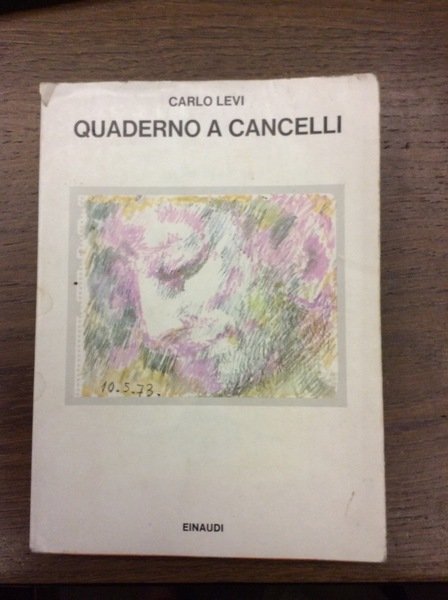 CARLO LEVI
QUADERNO A CANCELLI
10.5.73.
EINAUDI